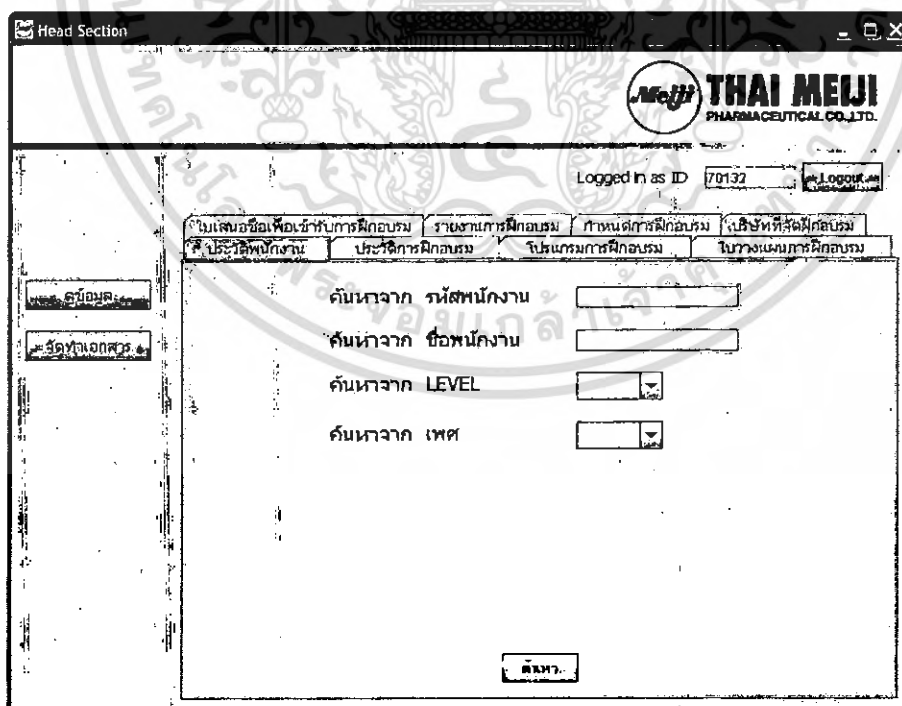 Head Section
Meiji THAI MEIJI
PHARMACEUTICAL CO.,LTD.
Logged in as ID 70132 Logout
ใบเสนอชื่อเพื่อเข้ารับการฝึกอบรม รายงานการฝึกอบรม กำหนดการฝึกอบรม บริษัทที่จัดฝึกอบรม
ประวัติพนักงาน ประวัติการฝึกอบรม โปรแกรมการฝึกอบรม ใบวางแผนการฝึกอบรม
ดูข้อมูล
จัดทำเอกสาร
ค้นหาจาก รหัสพนักงาน
ค้นหาจาก ชื่อพนักงาน
ค้นหาจาก LEVEL
ค้นหาจาก เพศ
ค้นหา